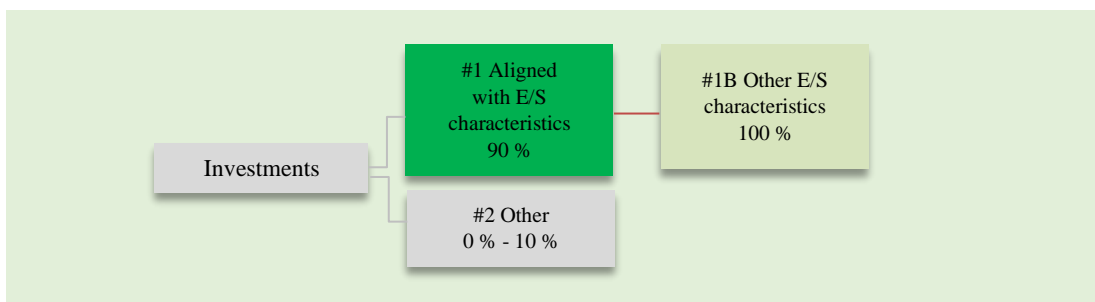 Investments
#1 Aligned
with E/S
characteristics
90 %
#1B Other E/S
characteristics
100 %
#2 Other
0 % - 10 %